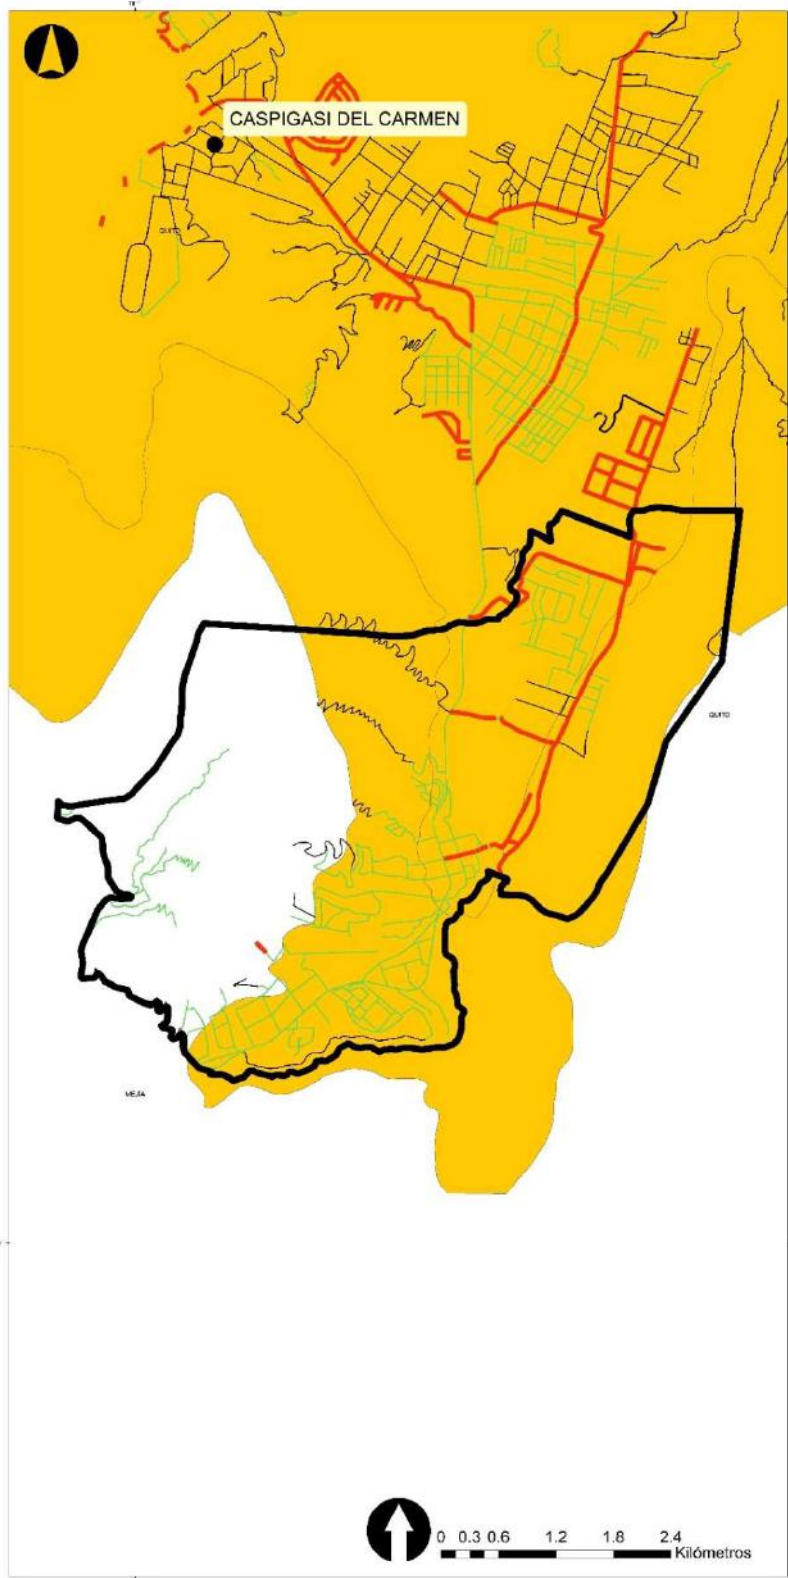 CASPIGASI DEL CARMEN
QUITO
QUITO
MEJIA
0 0.3 0.6 1.2 1.8 2.4
Kilómetros